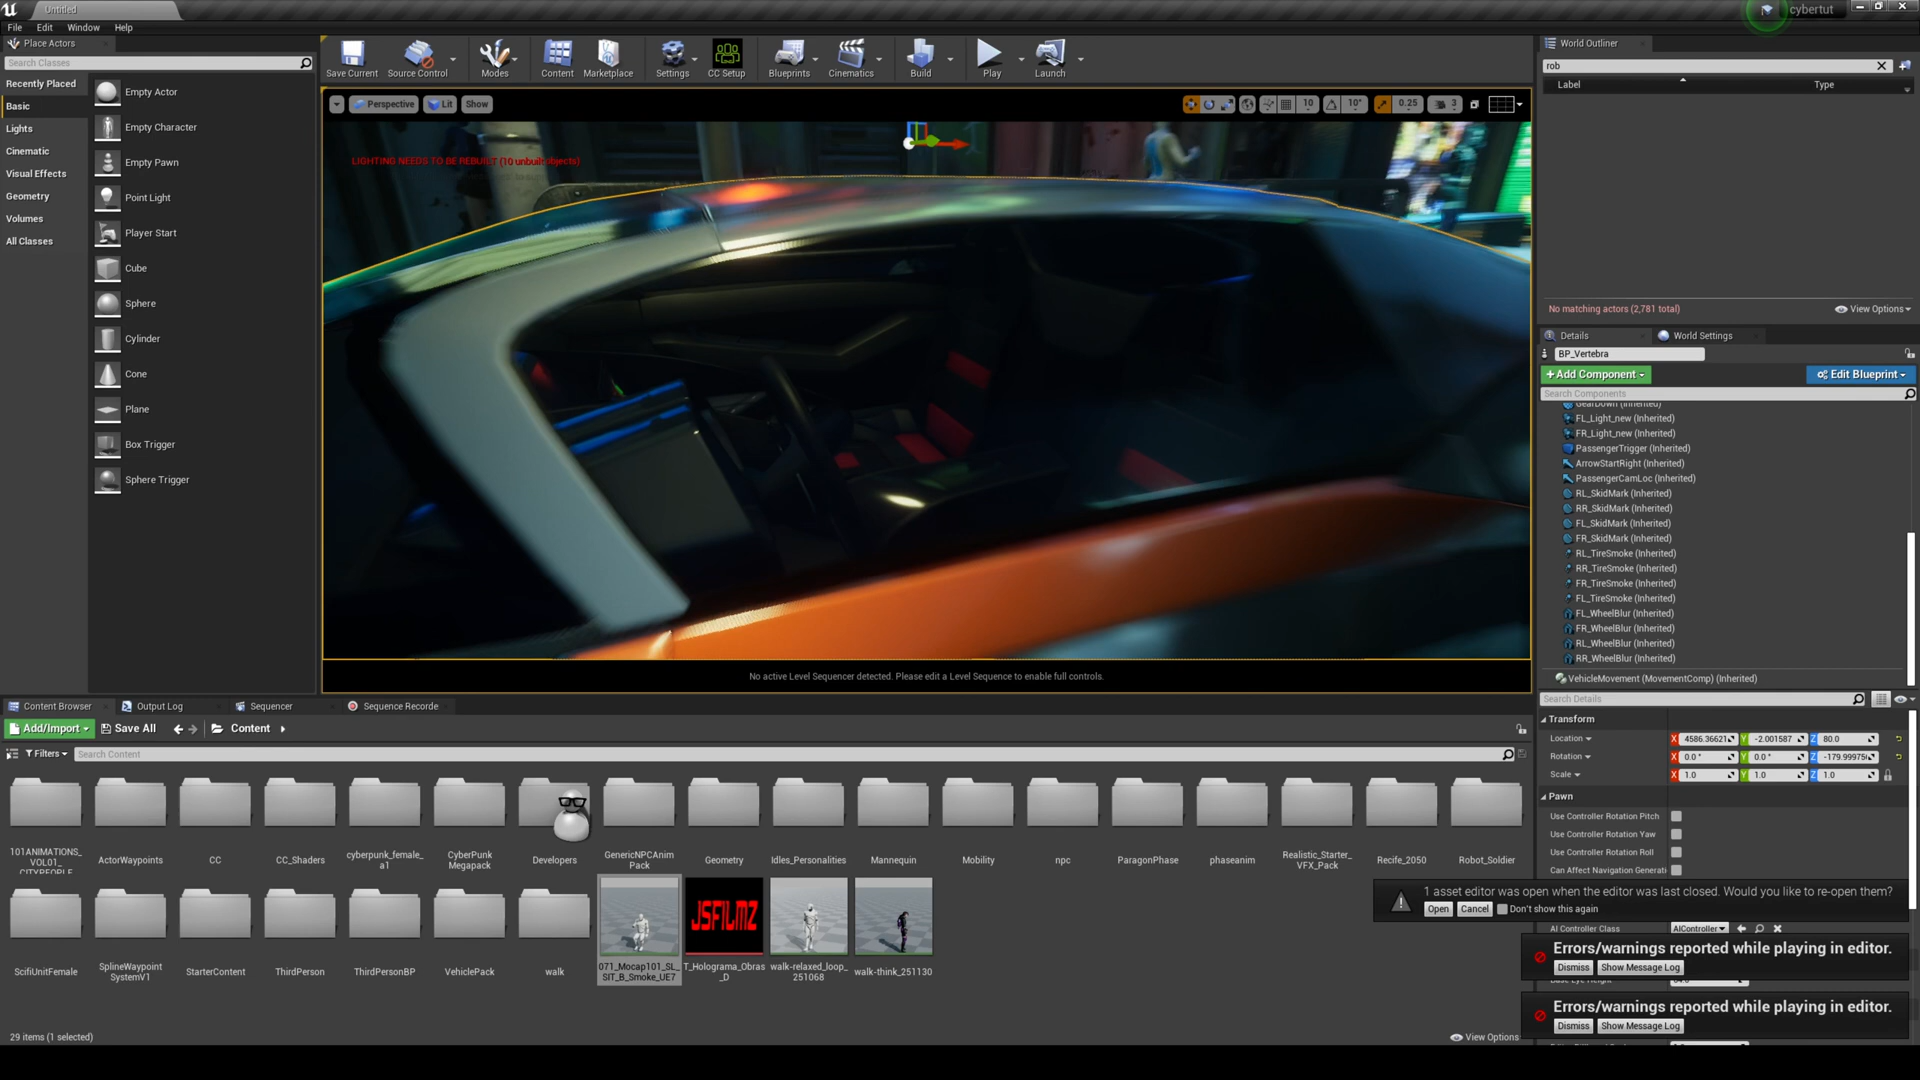 Untitled
cybertut
File Edit Window Help
Place Actors
Search Classes
Recently Placed
Basic
Lights
Cinematic
Visual Effects
Geometry
Volumes
All Classes
Empty Actor
Empty Character
Empty Pawn
Point Light
Player Start
Cube
Sphere
Cylinder
Cone
Plane
Box Trigger
Sphere Trigger
Save Current Source Control Modes Content Marketplace Settings CC Setup Blueprints Cinematics Build Play Launch
Perspective Lit Show
10 10° 0.25 3
LIGHTING NEEDS TO BE REBUILT (10 unbuilt objects)
No active Level Sequencer detected. Please edit a Level Sequence to enable full controls.
World Outliner
rob
Label Type
No matching actors (2,781 total) View Options
Details World Settings
BP_Vertebra
+Add Component Edit Blueprint
Search Components
GearDown (Inherited)
FL_Light_new (Inherited)
FR_Light_new (Inherited)
PassengerTrigger (Inherited)
ArrowStartRight (Inherited)
PassengerCamLoc (Inherited)
RL_SkidMark (Inherited)
RR_SkidMark (Inherited)
FL_SkidMark (Inherited)
FR_SkidMark (Inherited)
RL_TireSmoke (Inherited)
RR_TireSmoke (Inherited)
FR_TireSmoke (Inherited)
FL_TireSmoke (Inherited)
FL_WheelBlur (Inherited)
FR_WheelBlur (Inherited)
RL_WheelBlur (Inherited)
RR_WheelBlur (Inherited)
VehicleMovement (MovementComp) (Inherited)
Search Details
Transform
Location X 4586.36621 Y -2.001587 Z 80.0
Rotation X 0.0 ° Y 0.0 ° Z -179.99975
Scale X 1.0 Y 1.0 Z 1.0
Pawn
Use Controller Rotation Pitch
Use Controller Rotation Yaw
Use Controller Rotation Roll
Can Affect Navigation Generati
1 asset editor was open when the editor was last closed. Would you like to re-open them?
Open Cancel Don't show this again
AI Controller Class AIController
Errors/warnings reported while playing in editor.
Dismiss Show Message Log
Base Eye Height
Errors/warnings reported while playing in editor.
Dismiss Show Message Log
Content Browser Output Log Sequencer Sequence Recorde
Add/Import Save All Content
Filters Search Content
101ANIMATIONS_
VOL01_
CITYPEOPLE
ActorWaypoints
CC
CC_Shaders
cyberpunk_female_
a1
CyberPunk
Megapack
Developers
GenericNPCAnim
Pack
Geometry
Idles_Personalities
Mannequin
Mobility
npc
ParagonPhase
phaseanim
Realistic_Starter_
VFX_Pack
Recife_2050
Robot_Soldier
ScifiUnitFemale
SplineWaypoint
SystemV1
StarterContent
ThirdPerson
ThirdPersonBP
VehiclePack
walk
071_Mocap101_SL_
SIT_B_Smoke_UE7
JSFILMZ
T_Holograma_Obras
_D
walk-relaxed_loop_
251068
walk-think_251130
29 items (1 selected)
View Options